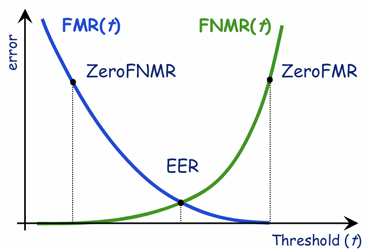 FMR(t)
FNMR(t)
error
ZeroFNMR
ZeroFMR
EER
Threshold (t)